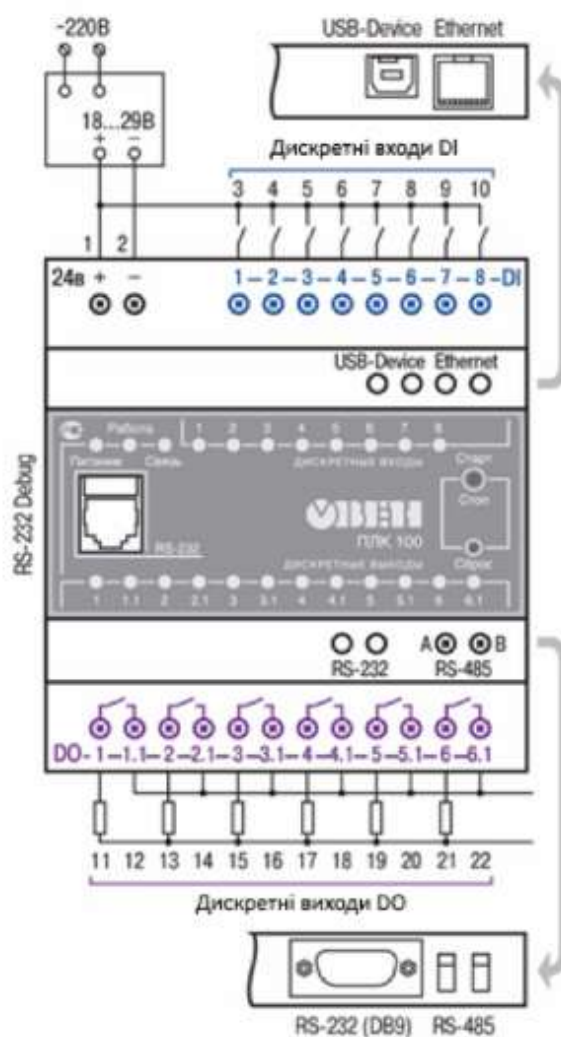 ~220В
USB-Device Ethernet
18...29В
+ −
Дискретні входи DI
3 4 5 6 7 8 9 10
1 2
24в + −
1 – 2 – 3 – 4 – 5 – 6 – 7 – 8 – DI
USB-Device Ethernet
Работа
1 2 3 4 5 6 7 8
Питание Связь
ДИСКРЕТНЫЕ ВХОДЫ
Старт
Стоп
RS-232 Debug
ОВЕН
ПЛК 100
RS-232
ДИСКРЕТНЫЕ ВЫХОДЫ
Сброс
1 1.1 2 2.1 3 3.1 4 4.1 5 5.1 6 6.1
A B
RS-232 RS-485
DO - 1 – 1.1 – 2 – 2.1 – 3 – 3.1 – 4 – 4.1 – 5 – 5.1 – 6 – 6.1
11 12 13 14 15 16 17 18 19 20 21 22
Дискретні виходи DO
RS-232 (DB9) RS-485